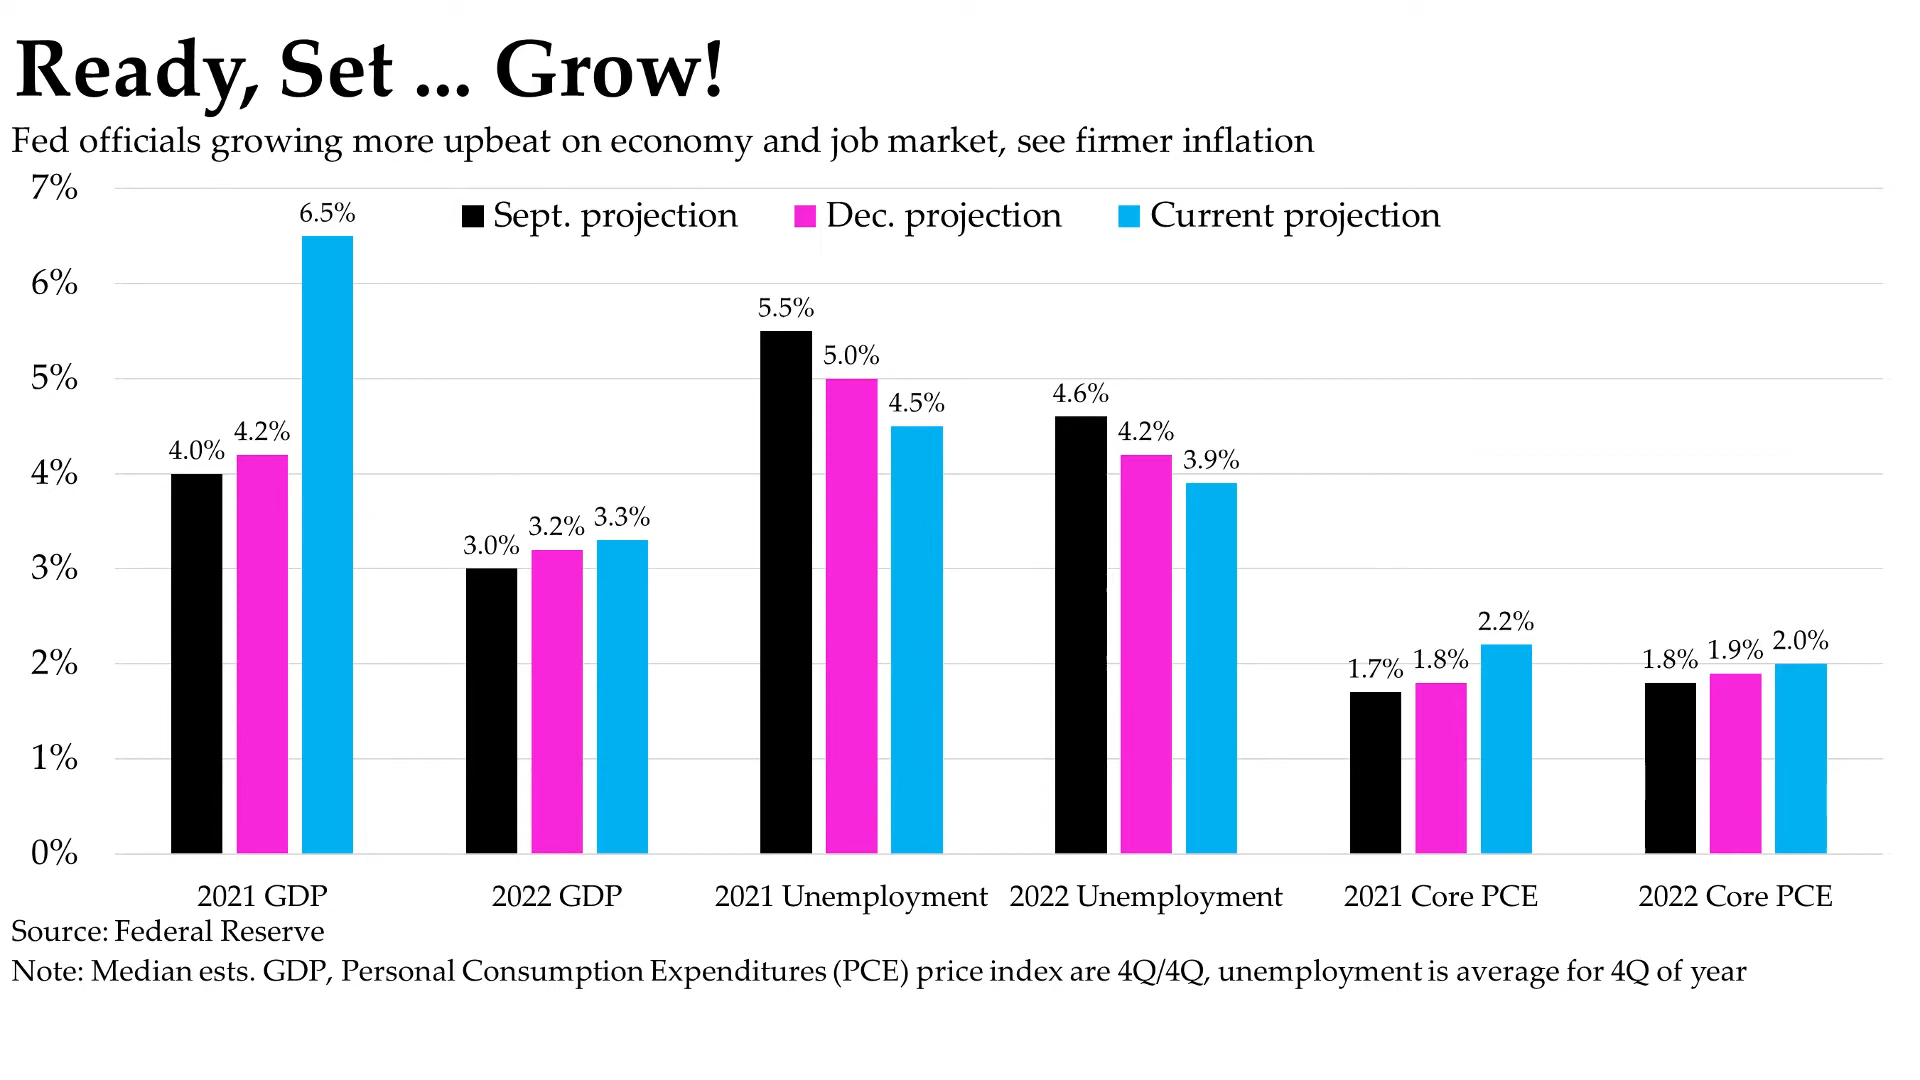 Ready, Set ... Grow!
Fed officials growing more upbeat on economy and job market, see firmer inflation
7%
6%
5%
4%
3%
2%
1%
0%
Sept. projection Dec. projection Current projection
4.0% 4.2% 6.5%
3.0% 3.2% 3.3%
5.5% 5.0% 4.5%
4.6% 4.2% 3.9%
1.7% 1.8% 2.2%
1.8% 1.9% 2.0%
2021 GDP 2022 GDP 2021 Unemployment 2022 Unemployment 2021 Core PCE 2022 Core PCE
Source: Federal Reserve
Note: Median ests. GDP, Personal Consumption Expenditures (PCE) price index are 4Q/4Q, unemployment is average for 4Q of year